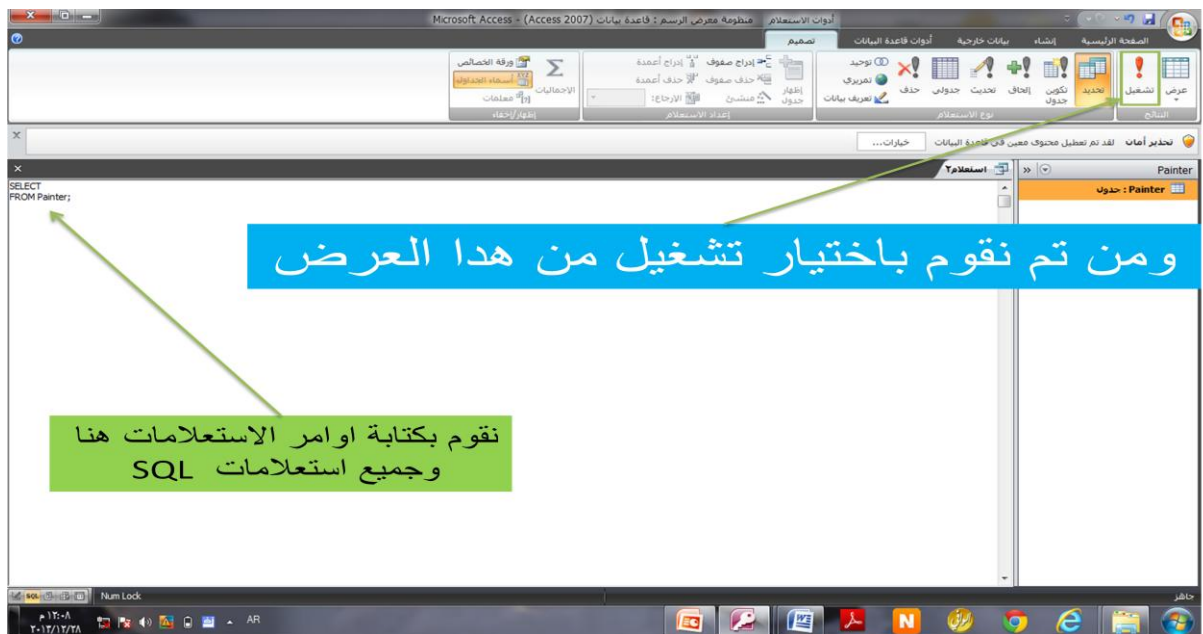 أدوات الاستعلام منظومة معرض الرسم : قاعدة بيانات (Access 2007) - Microsoft Access
الصفحة الرئيسية إنشاء بيانات خارجية أدوات قاعدة البيانات تصميم
عرض
تشغيل
النتائج
تحديد
تكوين جدول
إلحاق
تحديث
جدولي
حذف
توحيد
تمريري
تعريف بيانات
نوع الاستعلام
إظهار جدول
إدراج صفوف
حذف صفوف
منشئ
إدراج أعمدة
حذف أعمدة
الإرجاع:
إعداد الاستعلام
الإجماليات
ورقة الخصائص
أسماء الجداول
معلمات
إظهار/إخفاء
تحذير أمان لقد تم تعطيل محتوى معين في قاعدة البيانات خيارات...
Painter
Painter : جدول
استعلام٢
SELECT
FROM Painter;
ومن تم نقوم باختيار تشغيل من هدا العرض
نقوم بكتابة اوامر الاستعلامات هنا
وجميع استعلامات SQL
حاهز
Num Lock
SQL
AR
١٢:٠٨ م
٢٠١٣/١٢/٢٨